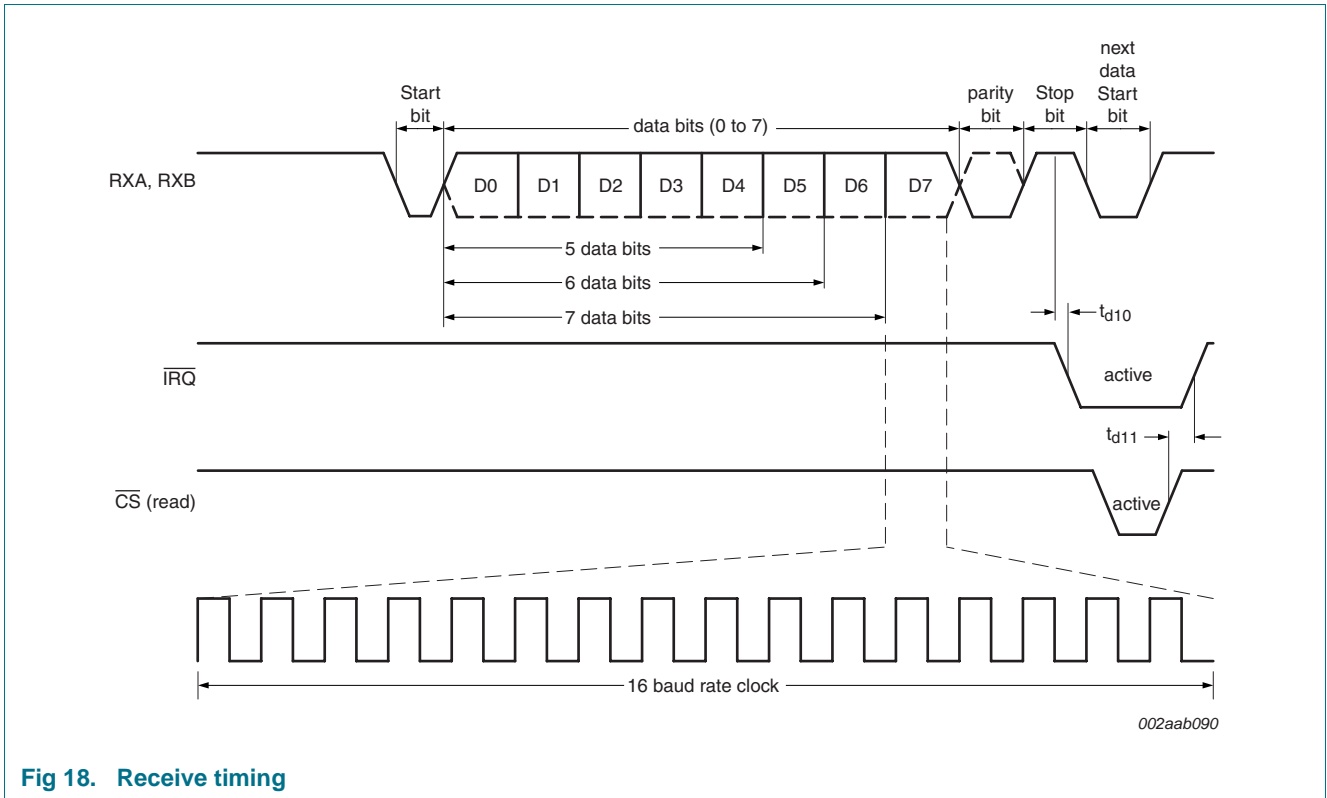 next
data
Start
bit
Start
bit
parity
bit
Stop
bit
data bits (0 to 7)
RXA, RXB
D0 D1 D2 D3 D4 D5 D6 D7
5 data bits
6 data bits
7 data bits
td10
IRQ
active
td11
CS (read)
active
16 baud rate clock
002aab090
Fig 18. Receive timing